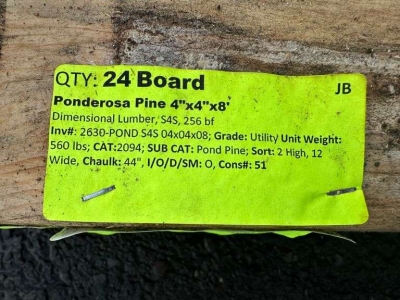 QTY: 24 Board JB
Ponderosa Pine 4"x4"x8'
Dimensional Lumber, S4S, 256 bf
Inv#: 2630-POND S4S 04x04x08; Grade: Utility Unit Weight:
560 lbs; CAT:2094; SUB CAT: Pond Pine; Sort: 2 High, 12
Wide, Chaulk: 44", I/O/D/SM: O, Cons#: 51